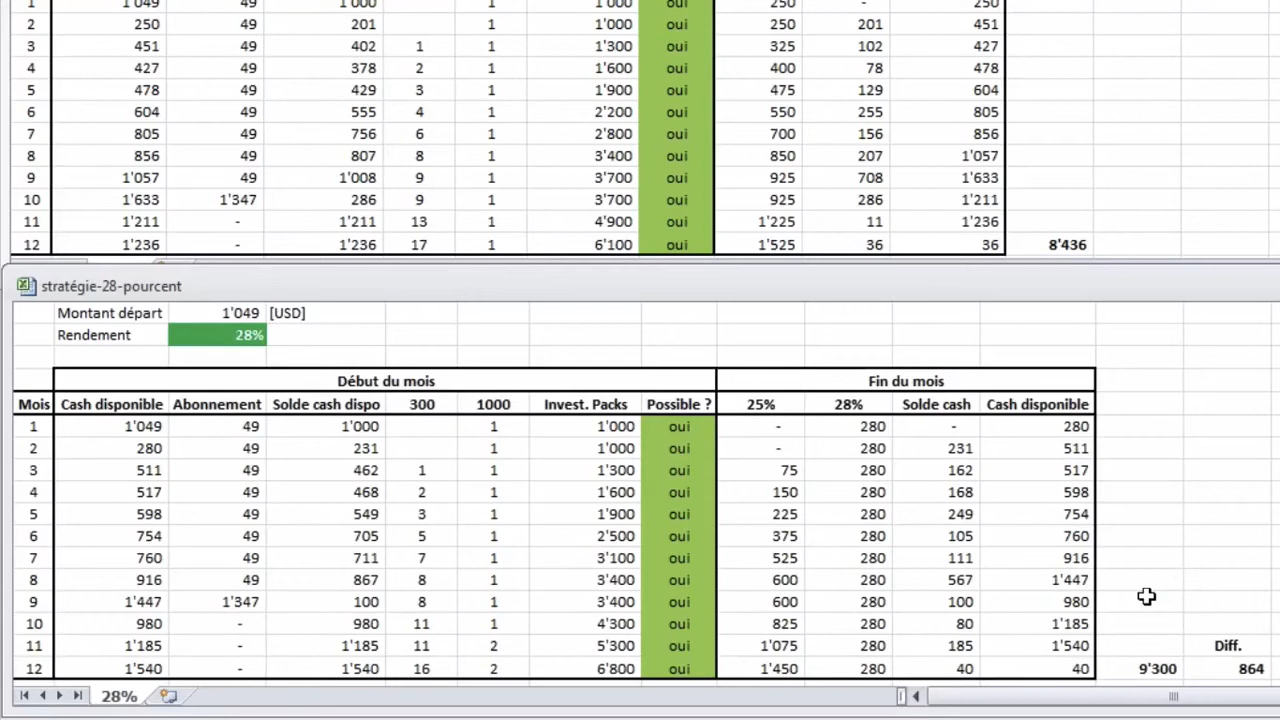 1 1'049 49 1'000 1 1'000 oui 250 - 250
2 250 49 201 1 1'000 oui 250 201 451
3 451 49 402 1 1 1'300 oui 325 102 427
4 427 49 378 2 1 1'600 oui 400 78 478
5 478 49 429 3 1 1'900 oui 475 129 604
6 604 49 555 4 1 2'200 oui 550 255 805
7 805 49 756 6 1 2'800 oui 700 156 856
8 856 49 807 8 1 3'400 oui 850 207 1'057
9 1'057 49 1'008 9 1 3'700 oui 925 708 1'633
10 1'633 1'347 286 9 1 3'700 oui 925 286 1'211
11 1'211 - 1'211 13 1 4'900 oui 1'225 11 1'236
12 1'236 - 1'236 17 1 6'100 oui 1'525 36 36 8'436
stratégie-28-pourcent
Montant départ 1'049 [USD]
Rendement 28%
Début du mois Fin du mois
Mois Cash disponible Abonnement Solde cash dispo 300 1000 Invest. Packs Possible ? 25% 28% Solde cash Cash disponible
1 1'049 49 1'000 1 1'000 oui - 280 - 280
2 280 49 231 1 1'000 oui - 280 231 511
3 511 49 462 1 1 1'300 oui 75 280 162 517
4 517 49 468 2 1 1'600 oui 150 280 168 598
5 598 49 549 3 1 1'900 oui 225 280 249 754
6 754 49 705 5 1 2'500 oui 375 280 105 760
7 760 49 711 7 1 3'100 oui 525 280 111 916
8 916 49 867 8 1 3'400 oui 600 280 567 1'447
9 1'447 1'347 100 8 1 3'400 oui 600 280 100 980
10 980 - 980 11 1 4'300 oui 825 280 80 1'185
11 1'185 - 1'185 11 2 5'300 oui 1'075 280 185 1'540 Diff.
12 1'540 - 1'540 16 2 6'800 oui 1'450 280 40 40 9'300 864
28%